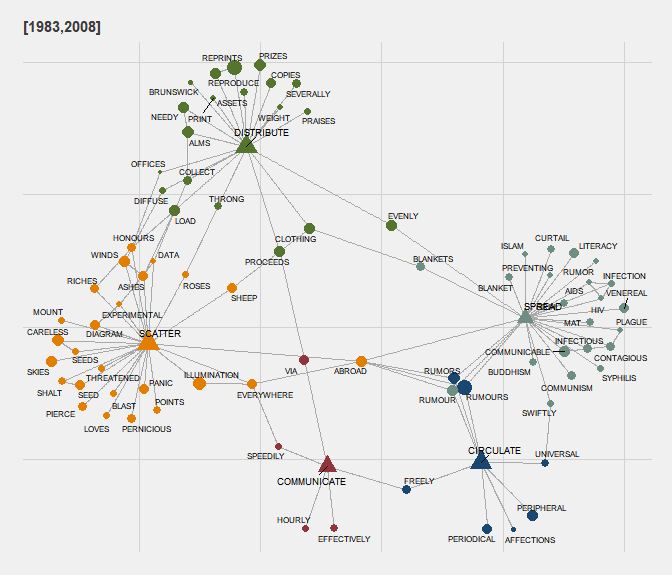 [1983,2008]
REPRINTS
PRIZES
REPRODUCE
COPIES
BRUNSWICK
ASSETS
SEVERALLY
NEEDY
PRINT
WEIGHT
PRAISES
DISTRIBUTE
ALMS
OFFICES
COLLECT
DIFFUSE
THRONG
LOAD
EVENLY
HONOURS
CLOTHING
ISLAM
CURTAIL
LITERACY
WINDS
DATA
PROCEEDS
BLANKETS
PREVENTING
RUMOR
INFECTION
RICHES
ASHES
ROSES
BLANKET
AIDS
VENEREAL
SHEEP
SPREAD
HIV
MOUNT
EXPERIMENTAL
MAT
PLAGUE
CARELESS
DIAGRAM
SCATTER
INFECTIOUS
COMMUNICABLE
SEEDS
CONTAGIOUS
SKIES
THREATENED
PANIC
ILLUMINATION
VIA
ABROAD
RUMORS
BUDDHISM
SYPHILIS
SHALT
SEED
EVERYWHERE
RUMOUR
RUMOURS
COMMUNISM
PIERCE
BLAST
POINTS
SWIFTLY
LOVES
PERNICIOUS
SPEEDILY
CIRCULATE
UNIVERSAL
COMMUNICATE
FREELY
HOURLY
PERIPHERAL
EFFECTIVELY
PERIODICAL
AFFECTIONS